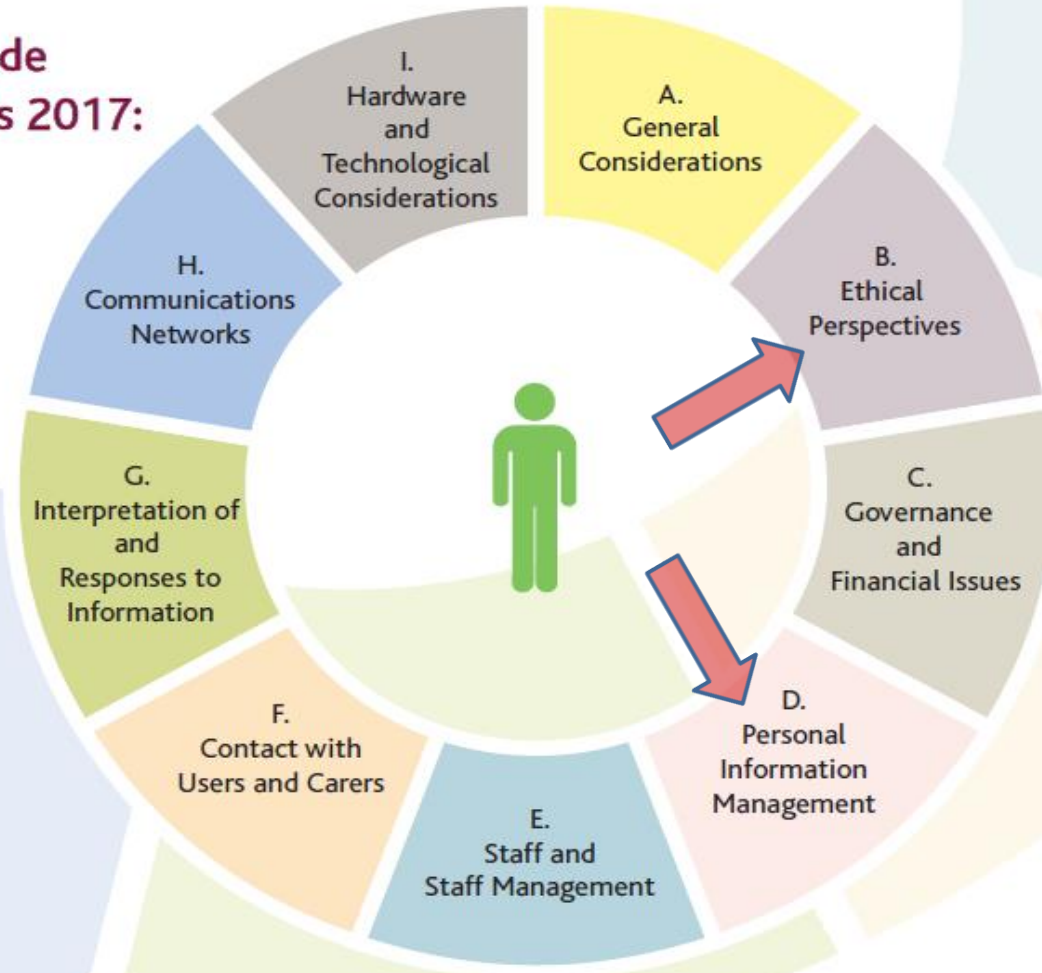 de
s 2017:
A.
General
Considerations
B.
Ethical
Perspectives
C.
Governance
and
Financial Issues
D.
Personal
Information
Management
E.
Staff and
Staff Management
F.
Contact with
Users and Carers
G.
Interpretation of
and
Responses to
Information
H.
Communications
Networks
I.
Hardware
and
Technological
Considerations